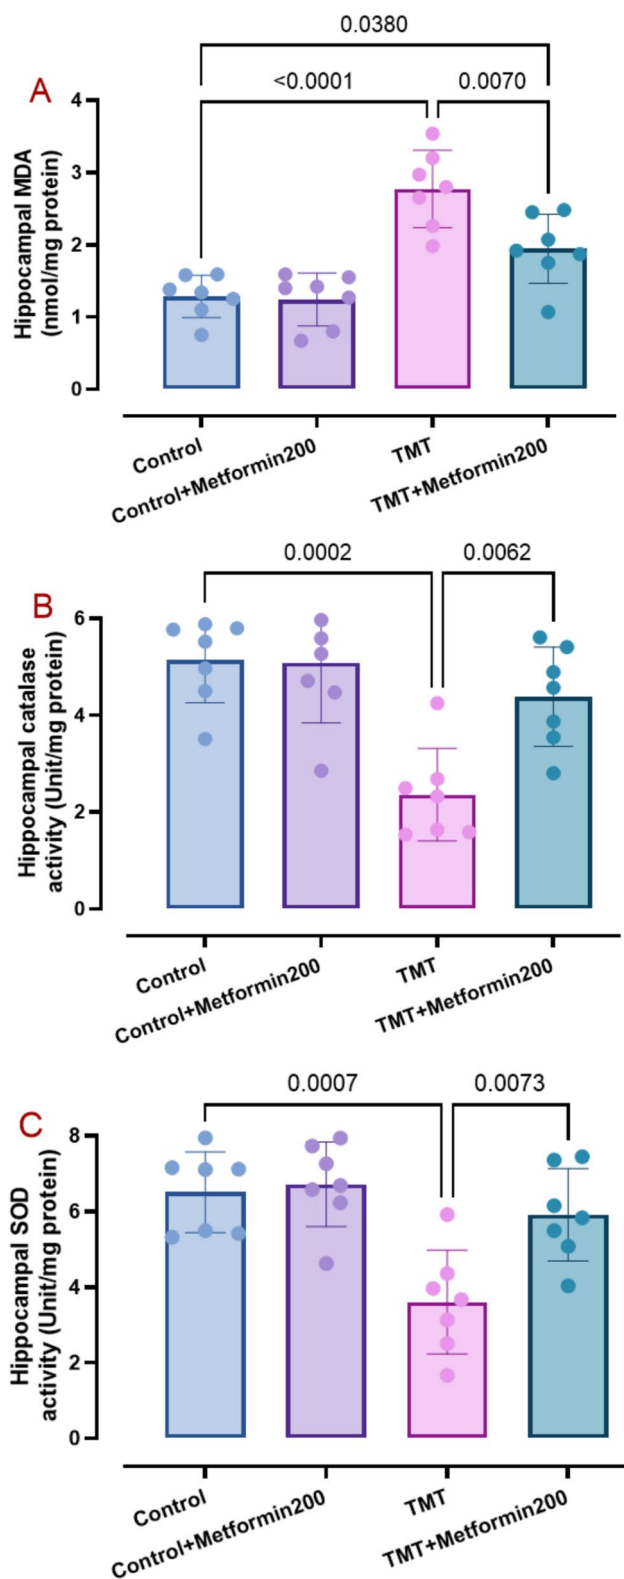 0.0380
<0.0001 0.0070
A
Hippocampal MDA
(nmol/mg protein)
4
3
2
1
0
Control
Control+Metformin200
TMT
TMT+Metformin200
0.0002 0.0062
B
Hippocampal catalase
activity (Unit/mg protein)
6
4
2
0
Control
Control+Metformin200
TMT
TMT+Metformin200
0.0007 0.0073
C
Hippocampal SOD
activity (Unit/mg protein)
8
6
4
2
0
Control
Control+Metformin200
TMT
TMT+Metformin200